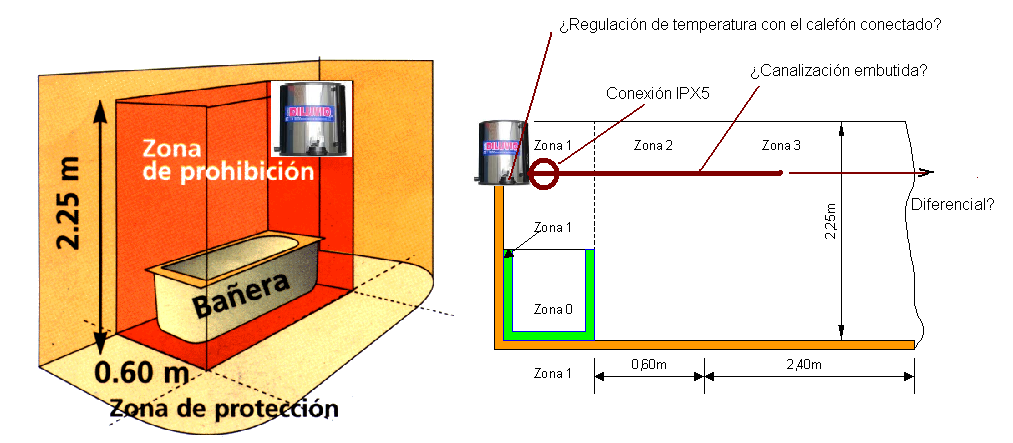 2.25 m
Zona
de prohibición
DILUVIO
Bañera
0.60 m
Zona de protección
¿Regulación de temperatura con el calefón conectado?
¿Canalización embutida?
Conexión IPX5
DILUVIO
Zona 1
Zona 2
Zona 3
Diferencial?
2,25m
Zona 1
Zona 0
Zona 1
0,60m
2,40m